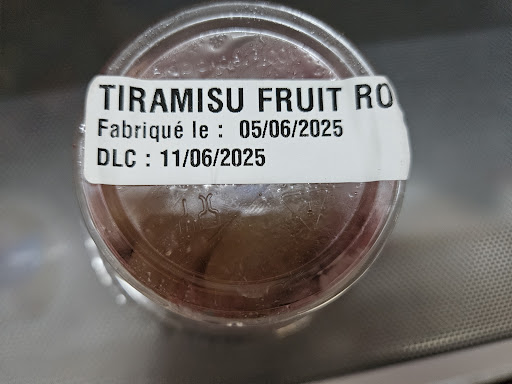 TIRAMISU FRUIT RO
Fabriqué le : 05/06/2025
DLC : 11/06/2025